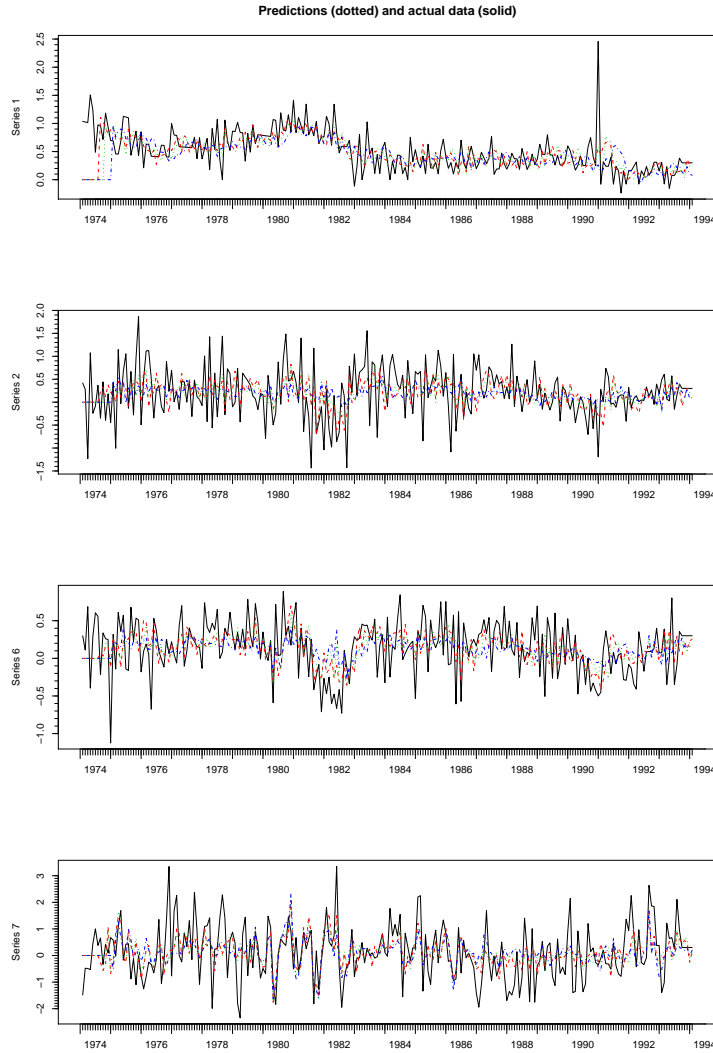 Predictions (dotted) and actual data (solid)
Series 1
0.0 0.5 1.0 1.5 2.0 2.5
1974 1976 1978 1980 1982 1984 1986 1988 1990 1992 1994
Series 2
−1.5 −0.5 0.5 1.0 1.5 2.0
1974 1976 1978 1980 1982 1984 1986 1988 1990 1992 1994
Series 6
−1.0 −0.5 0.0 0.5
1974 1976 1978 1980 1982 1984 1986 1988 1990 1992 1994
Series 7
−2 −1 0 1 2 3
1974 1976 1978 1980 1982 1984 1986 1988 1990 1992 1994